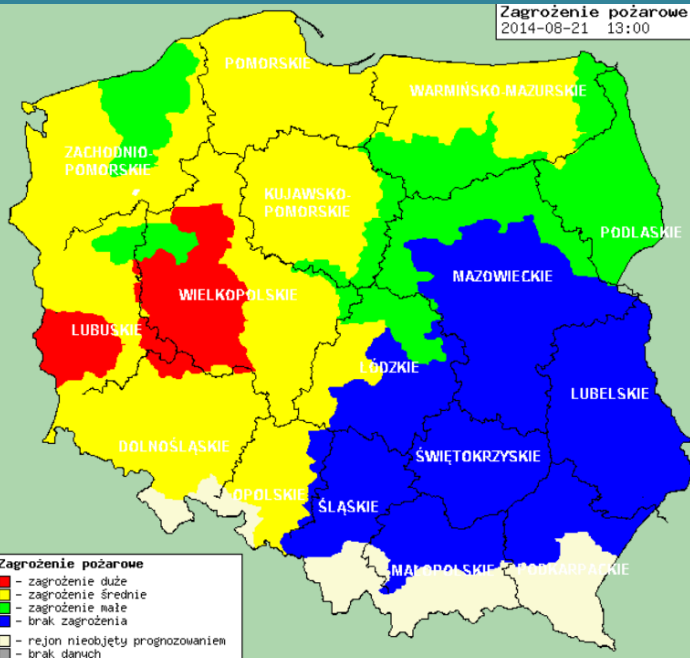 Zagrożenie pożarowe
2014-08-21 13:00
POMORSKIE
WARMIŃSKO-MAZURSKIE
ZACHODNIO-
POMORSKIE
KUJAWSKO-
POMORSKIE
PODLASKIE
MAZOWIECKIE
WIELKOPOLSKIE
LUBUSKIE
ŁÓDZKIE
LUBELSKIE
DOLNOŚLĄSKIE
ŚWIĘTOKRZYSKIE
OPOLSKIE
ŚLĄSKIE
MAŁOPOLSKIE
PODKARPACKIE
Zagrożenie pożarowe
- zagrożenie duże
- zagrożenie średnie
- zagrożenie małe
- brak zagrożenia
- rejon nieobjęty prognozowaniem
- brak danych